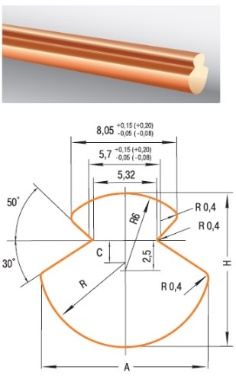 8,05 +0,15 (+0,20)
-0,05 (-0,08)
5,7 +0,15 (+0,20)
-0,05 (-0,08)
5,32
50°
R6
R 0,4
R 0,4
30°
C
2,5
H
R
R 0,4
A